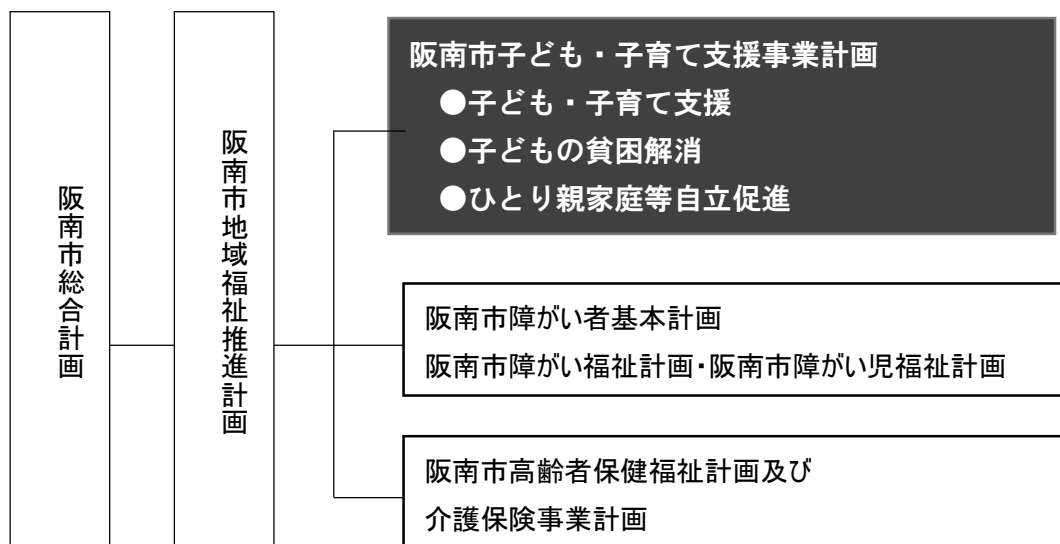 阪南市総合計画
阪南市地域福祉推進計画
阪南市子ども・子育て支援事業計画
●子ども・子育て支援
●子どもの貧困解消
●ひとり親家庭等自立促進
阪南市障がい者基本計画
阪南市障がい福祉計画・阪南市障がい児福祉計画
阪南市高齢者保健福祉計画及び
介護保険事業計画